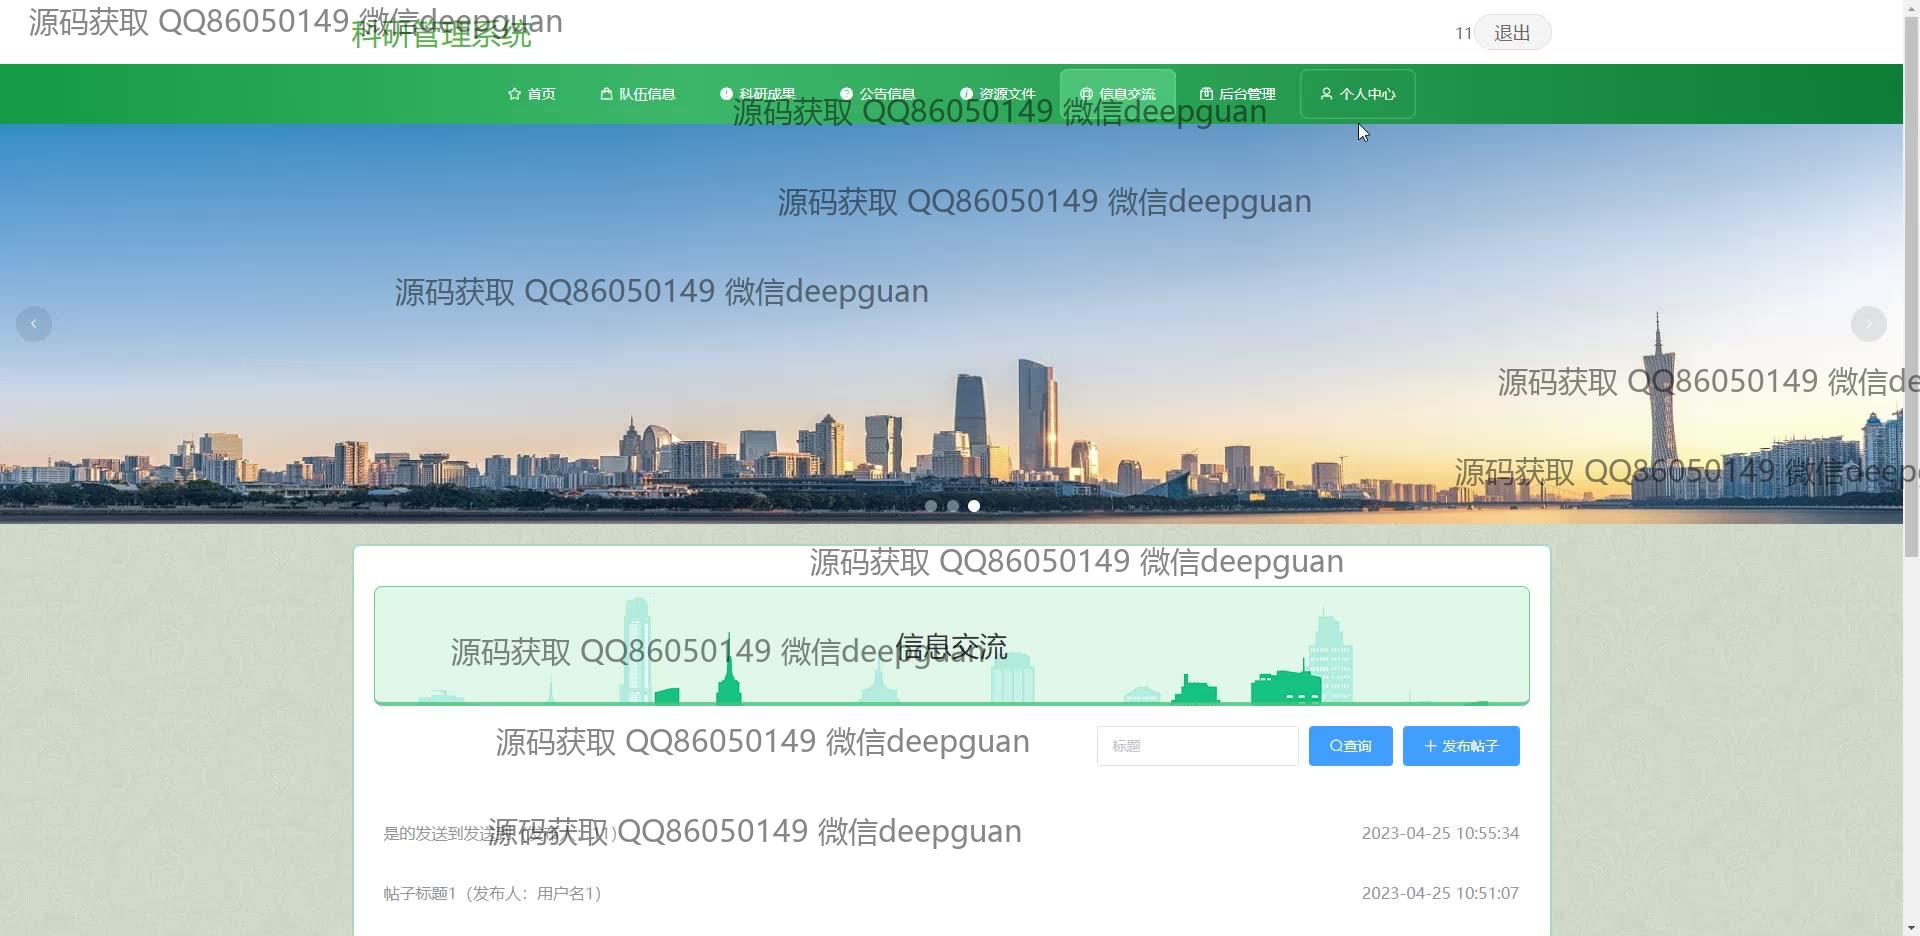 源码获取 QQ86050149 微信deepguan
科研管理系统
11 退出
首页 队伍信息 科研成果 公告信息 资源文件 信息交流 后台管理 个人中心
源码获取 QQ86050149 微信deepguan
源码获取 QQ86050149 微信deepguan
源码获取 QQ86050149 微信deepguan
源码获取 QQ86050149 微信de
源码获取 QQ86050149 微信deep
源码获取 QQ86050149 微信deepguan
信息交流
源码获取 QQ86050149 微信deepguan
源码获取 QQ86050149 微信deepguan
标题 查询 发布帖子
是的发送到发送
源码获取 QQ86050149 微信deepguan
2023-04-25 10:55:34
帖子标题1（发布人：用户名1） 2023-04-25 10:51:07